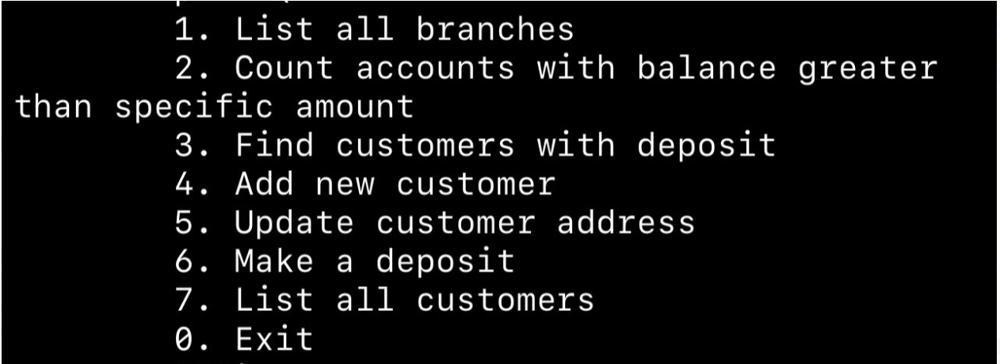 1. List all branches
2. Count accounts with balance greater
than specific amount
3. Find customers with deposit
4. Add new customer
5. Update customer address
6. Make a deposit
7. List all customers
0. Exit